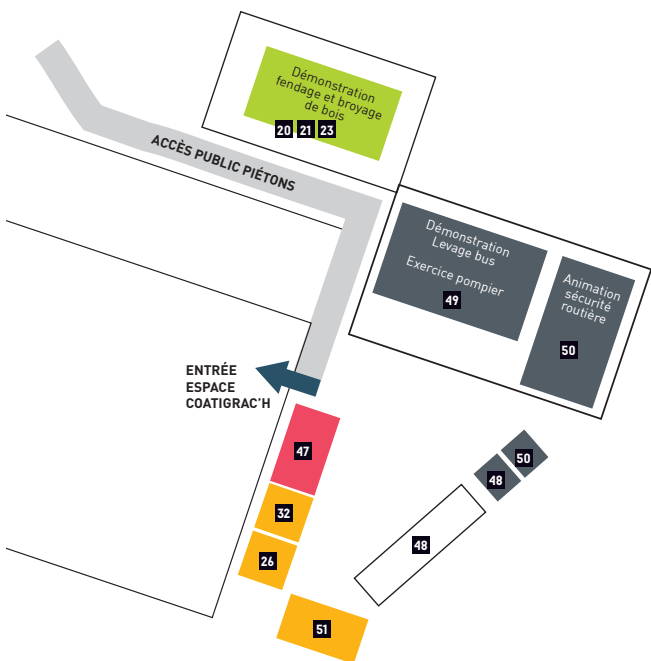 Démonstration
fendage et broyage
de bois
20 21 23
ACCÈS PUBLIC PIÉTONS
Démonstration
Levage bus
Exercice pompier
49
Animation
sécurité
routière
50
ENTRÉE
ESPACE
COATIGRAC'H
47
50
48
32
48
26
51